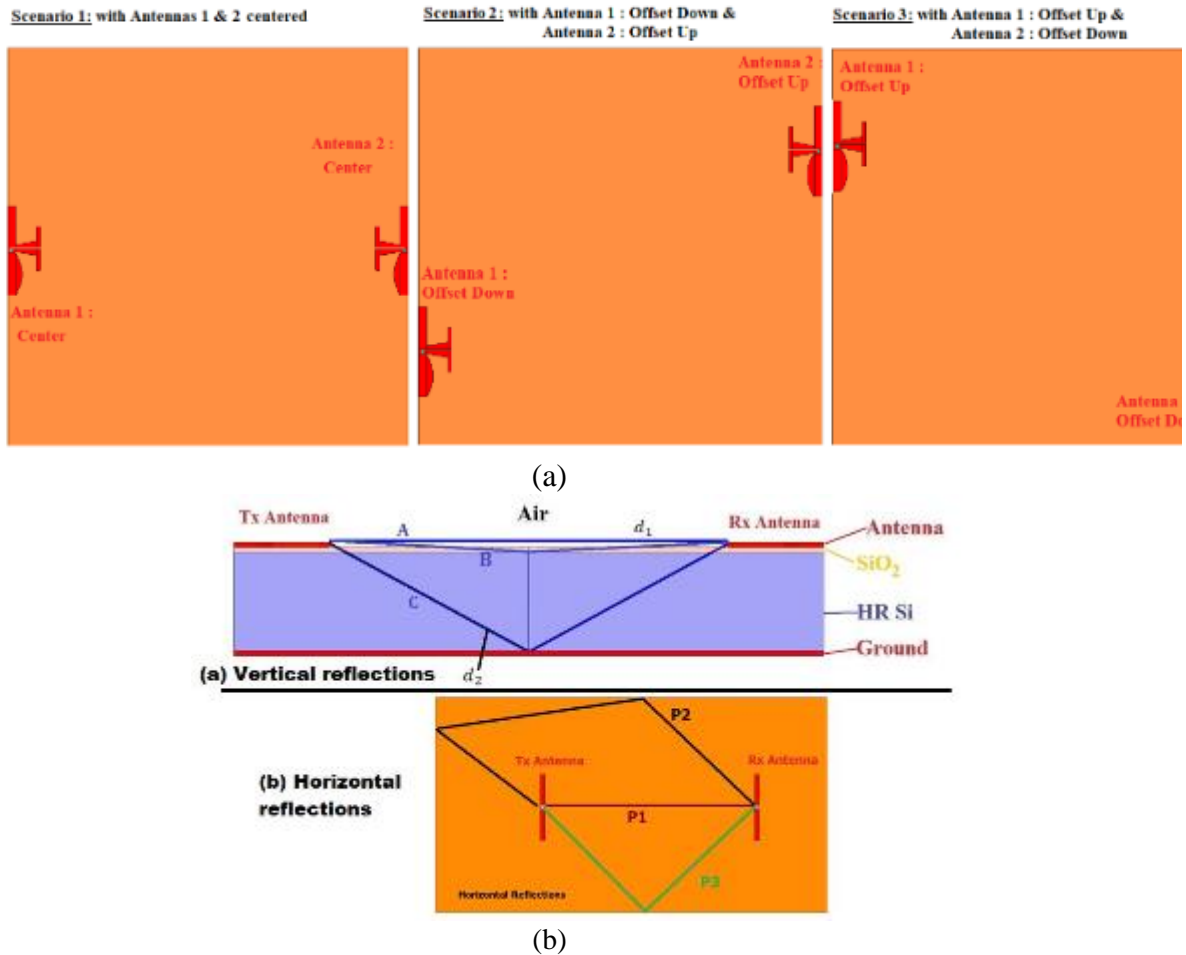 Scenario 1: with Antennas 1 & 2 centered
Antenna 2 :
Center
Antenna 1 :
Center
Scenario 2: with Antenna 1 : Offset Down &
Antenna 2 : Offset Up
Antenna 2 :
Offset Up
Antenna 1 :
Offset Down
Scenario 3: with Antenna 1 : Offset Up &
Antenna 2 : Offset Down
Antenna 1 :
Offset Up
Antenna
Offset Do
(a)
Air
Tx Antenna
Rx Antenna
A
d₁
B
C
d₂
Antenna
SiO₂
HR Si
Ground
(a) Vertical reflections
(b) Horizontal
reflections
P2
Tx Antenna
Rx Antenna
P1
P3
Horizontal Reflections
(b)